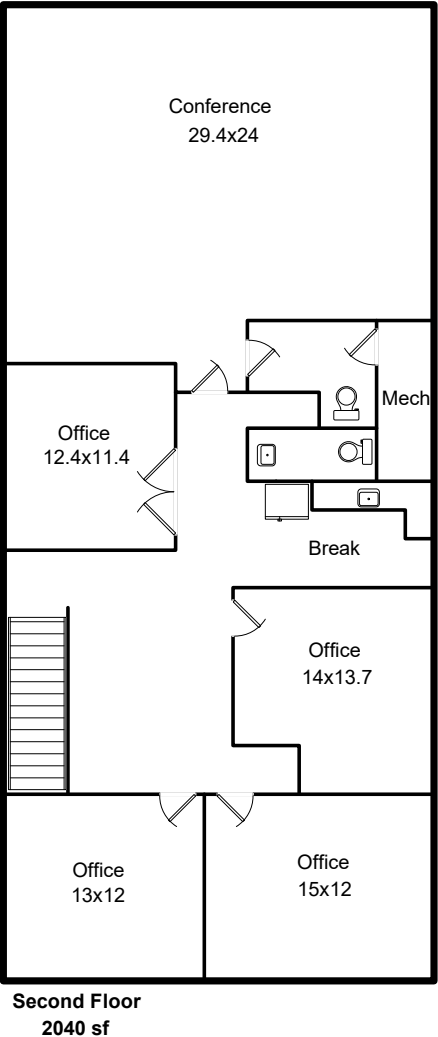 Conference
29.4x24
Mech
Office
12.4x11.4
Break
Office
14x13.7
Office
13x12
Office
15x12
Second Floor
2040 sf